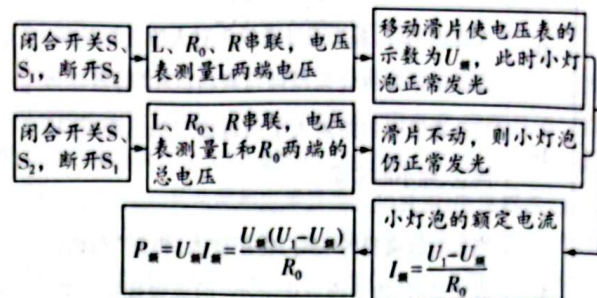 闭合开关S、
S₁，断开S₂
L、R₀、R串联，电压
表测量L两端电压
移动滑片使电压表的
示数为U额，此时小灯
泡正常发光
闭合开关S、
S₂，断开S₁
L、R₀、R串联，电压
表测量L和R₀两端的
总电压
滑片不动，则小灯泡
仍正常发光
P额=U额I额=U额(U₁-U额)/R₀
小灯泡的额定电流
I额=(U₁-U额)/R₀